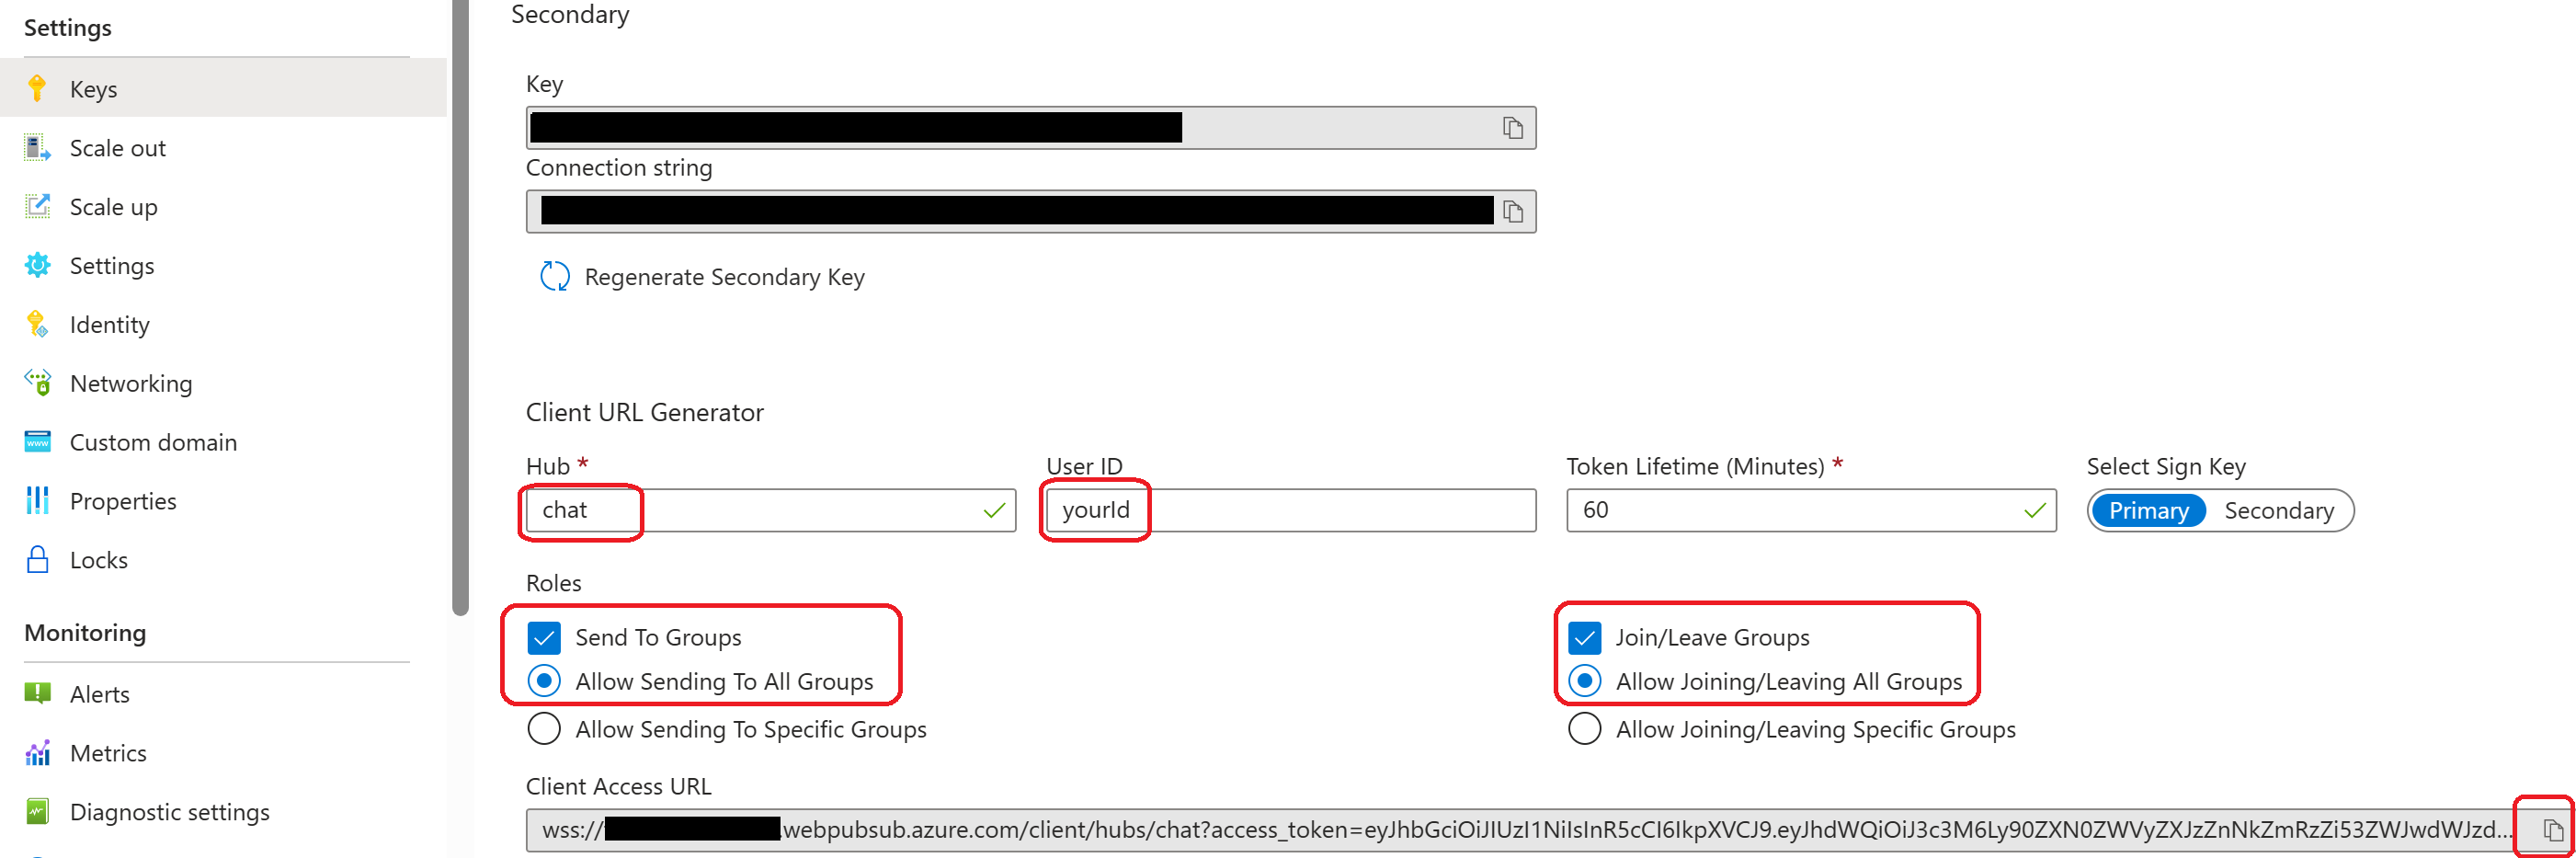 Settings
Keys
Scale out
Scale up
Settings
Identity
Networking
Custom domain
Properties
Locks
Monitoring
Alerts
Metrics
Diagnostic settings
Secondary
Key
Connection string
Regenerate Secondary Key
Client URL Generator
Hub *
User ID
Token Lifetime (Minutes) *
Select Sign Key
chat
yourId
60
Primary Secondary
Roles
Send To Groups
Join/Leave Groups
Allow Sending To All Groups
Allow Joining/Leaving All Groups
Allow Sending To Specific Groups
Allow Joining/Leaving Specific Groups
Client Access URL
wss:// .webpubsub.azure.com/client/hubs/chat?access_token=eyJhbGciOiJIUzI1NiIsInR5cCI6IkpXVCJ9.eyJhdWQiOiJ3c3M6Ly90ZXN0ZWVyZXJzZnNkZmRzZi53ZWJwdWJzd...